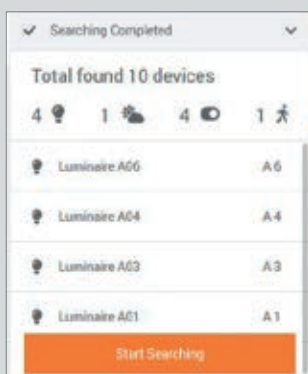 Searching Completed
Total found 10 devices
4 1 4 1
Luminaire A06 A6
Luminaire A04 A4
Luminaire A03 A3
Luminaire A01 A1
Start Searching